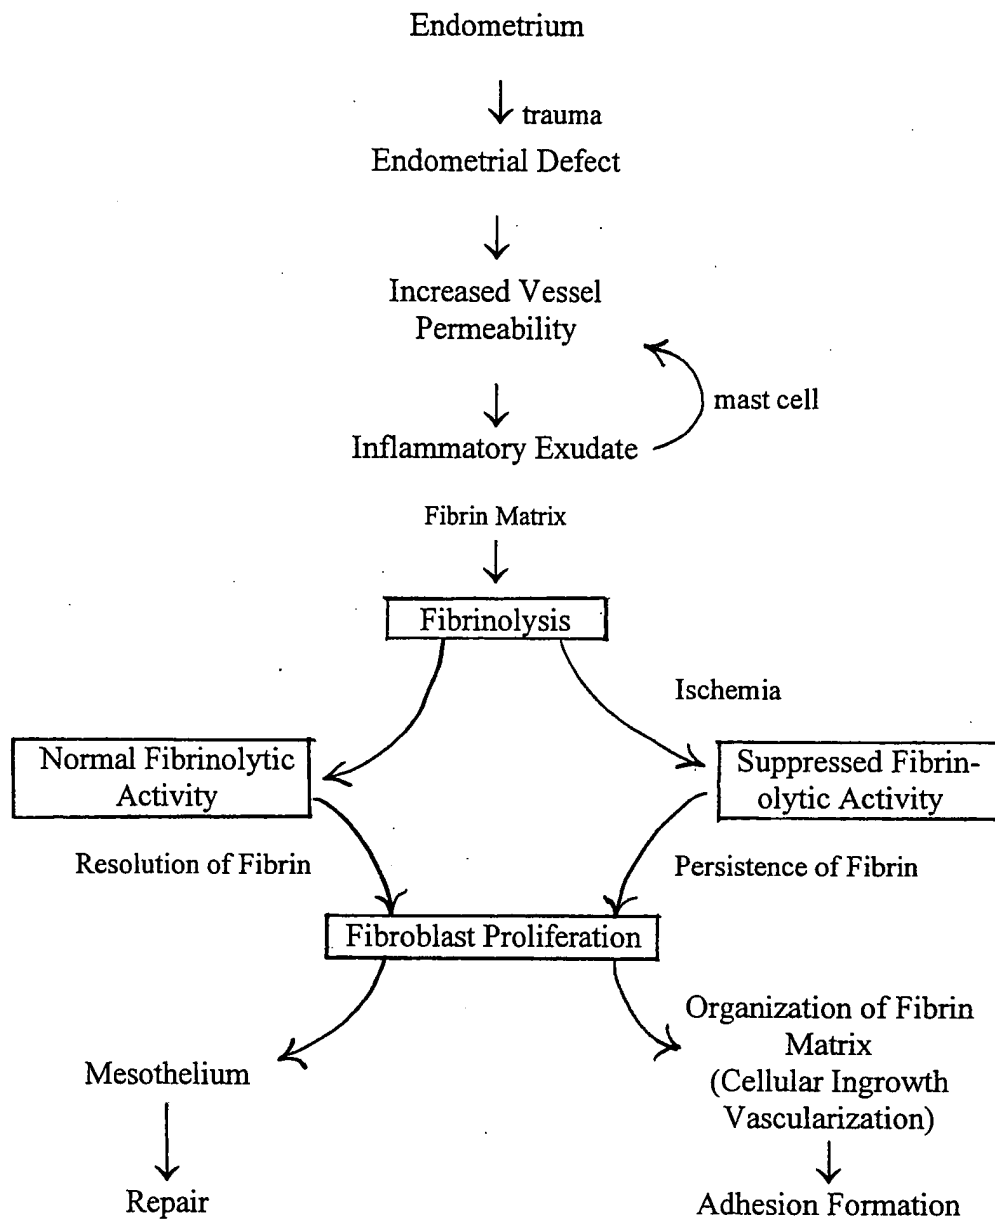 Endometrium
trauma
Endometrial Defect
Increased Vessel
Permeability
mast cell
Inflammatory Exudate
Fibrin Matrix
Fibrinolysis
Ischemia
Normal Fibrinolytic
Activity
Suppressed Fibrin-
olytic Activity
Resolution of Fibrin
Persistence of Fibrin
Fibroblast Proliferation
Organization of Fibrin
Matrix
(Cellular Ingrowth
Vascularization)
Mesothelium
Repair
Adhesion Formation